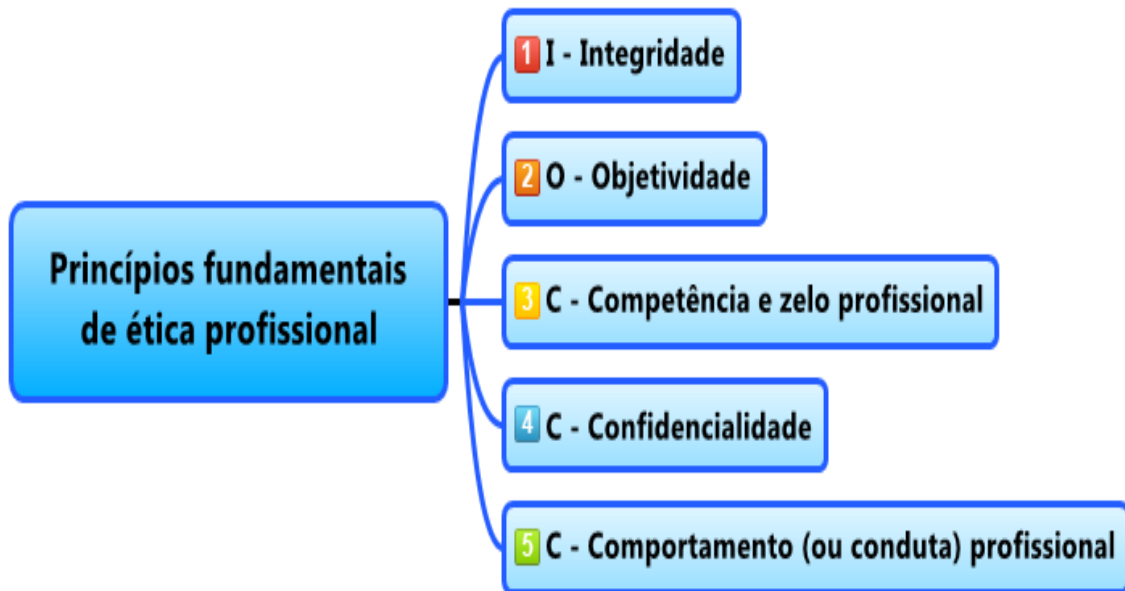 Princípios fundamentais
de ética profissional
1 I - Integridade
2 O - Objetividade
3 C - Competência e zelo profissional
4 C - Confidencialidade
5 C - Comportamento (ou conduta) profissional